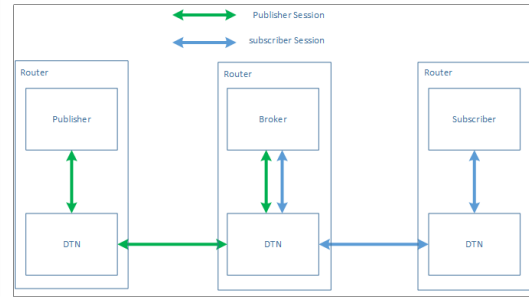 Publisher Session
subscriber Session
Router
Router
Router
Publisher
Broker
Subscriber
DTN
DTN
DTN